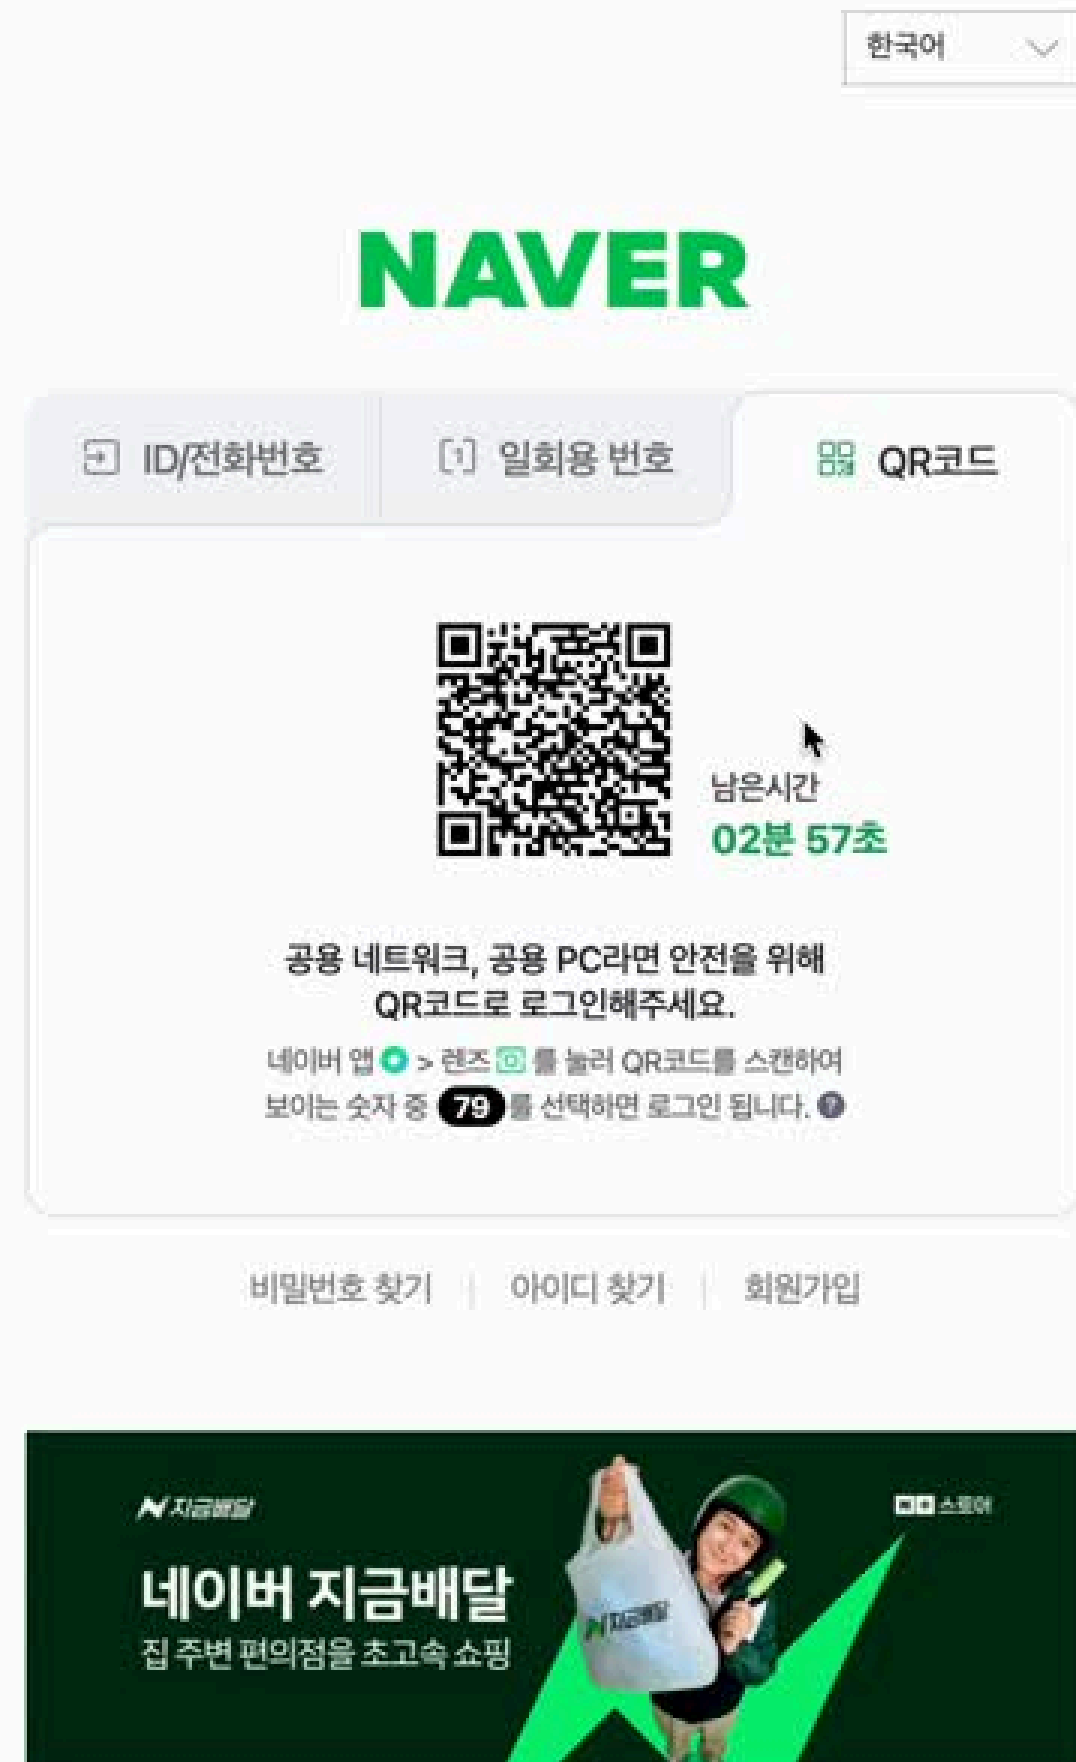 한국어
NAVER
ID/전화번호
1 일회용 번호
QR코드
남은시간
02분 57초
공용 네트워크, 공용 PC라면 안전을 위해
QR코드로 로그인해주세요.
네이버 앱 > 렌즈 를 눌러 QR코드를 스캔하여
보이는 숫자 중 79 를 선택하면 로그인 됩니다. ?
비밀번호 찾기 | 아이디 찾기 | 회원가입
N 지금배달
스토어
네이버 지금배달
집 주변 편의점을 초고속 쇼핑
N 지금배달